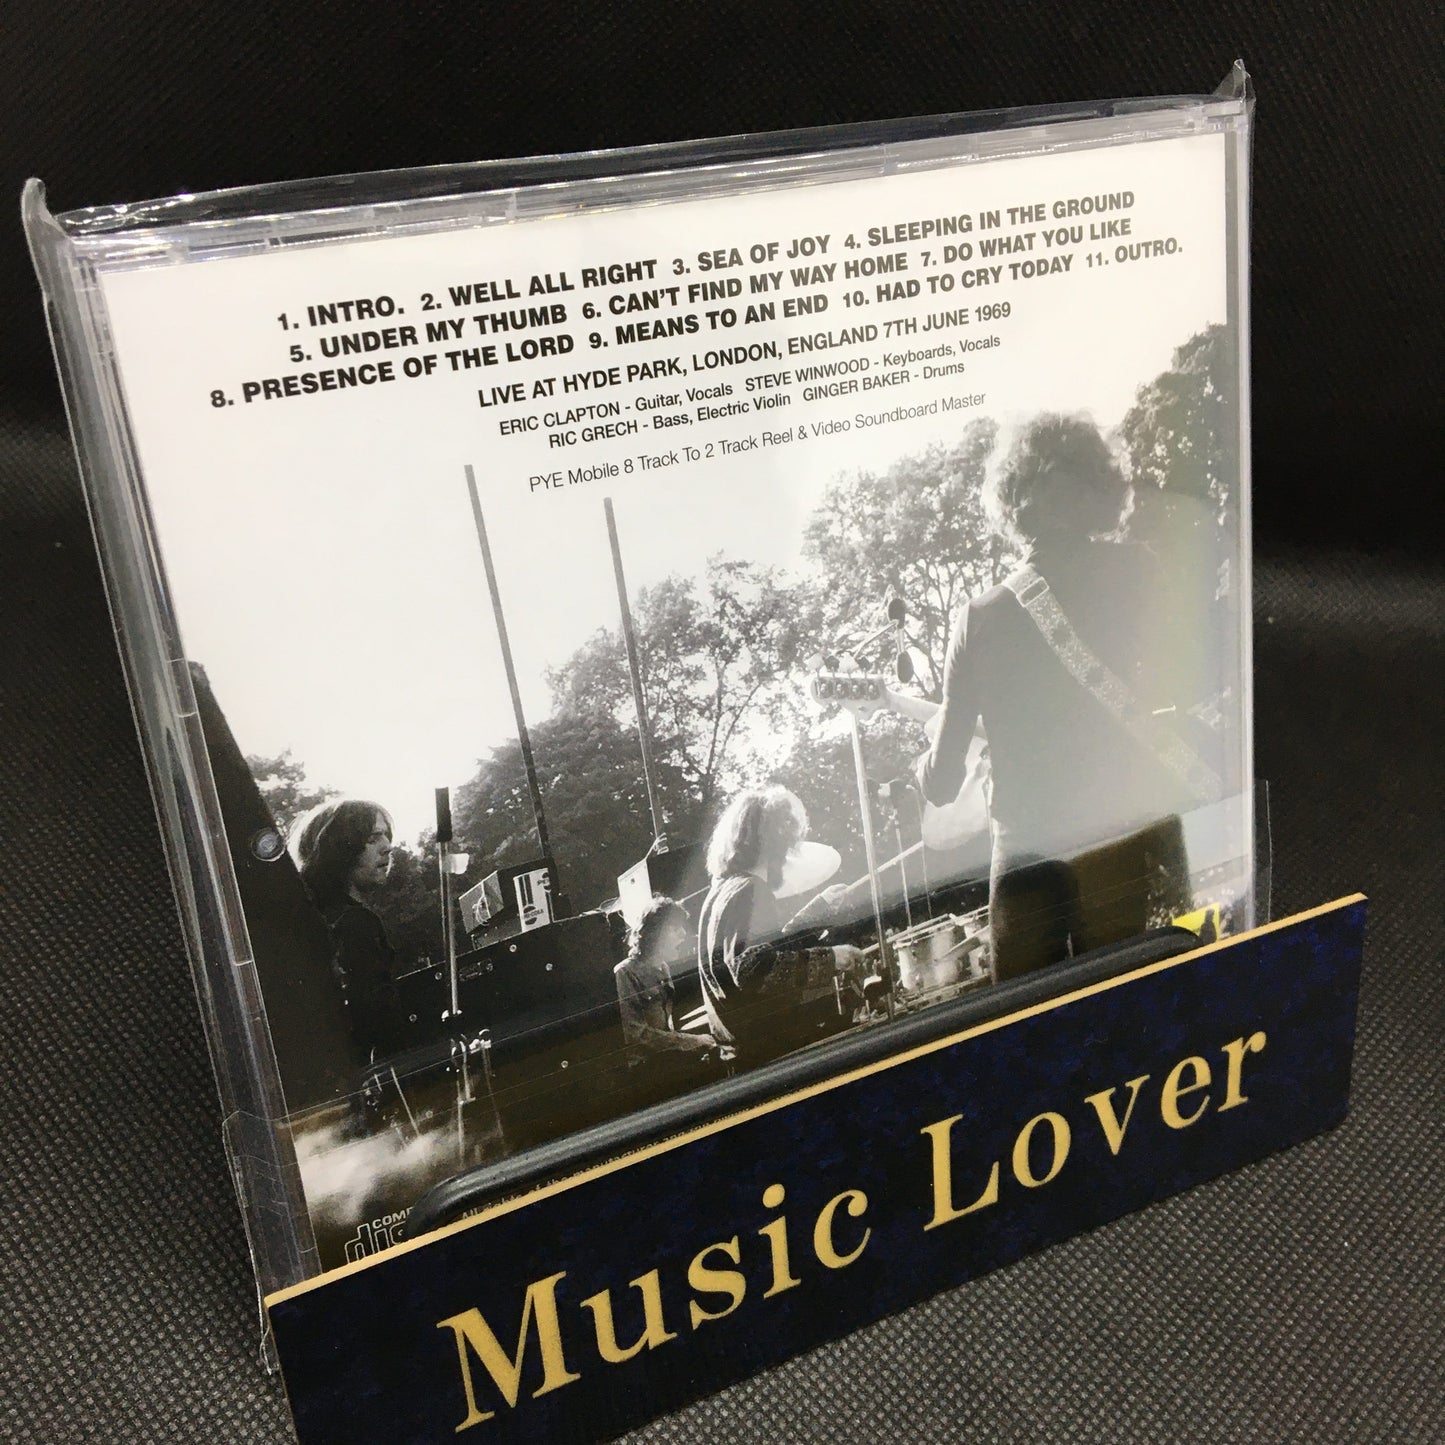 1. INTRO. 2. WELL ALL RIGHT 3. SEA OF JOY 4. SLEEPING IN THE GROUND
5. UNDER MY THUMB 6. CAN'T FIND MY WAY HOME 7. DO WHAT YOU LIKE
8. PRESENCE OF THE LORD 9. MEANS TO AN END 10. HAD TO CRY TODAY 11. OUTRO.
LIVE AT HYDE PARK, LONDON, ENGLAND 7TH JUNE 1969
ERIC CLAPTON - Guitar, Vocals STEVE WINWOOD - Keyboards, Vocals
RIC GRECH - Bass, Electric Violin GINGER BAKER - Drums
PYE Mobile 8 Track To 2 Track Reel & Video Soundboard Master
Music Lover